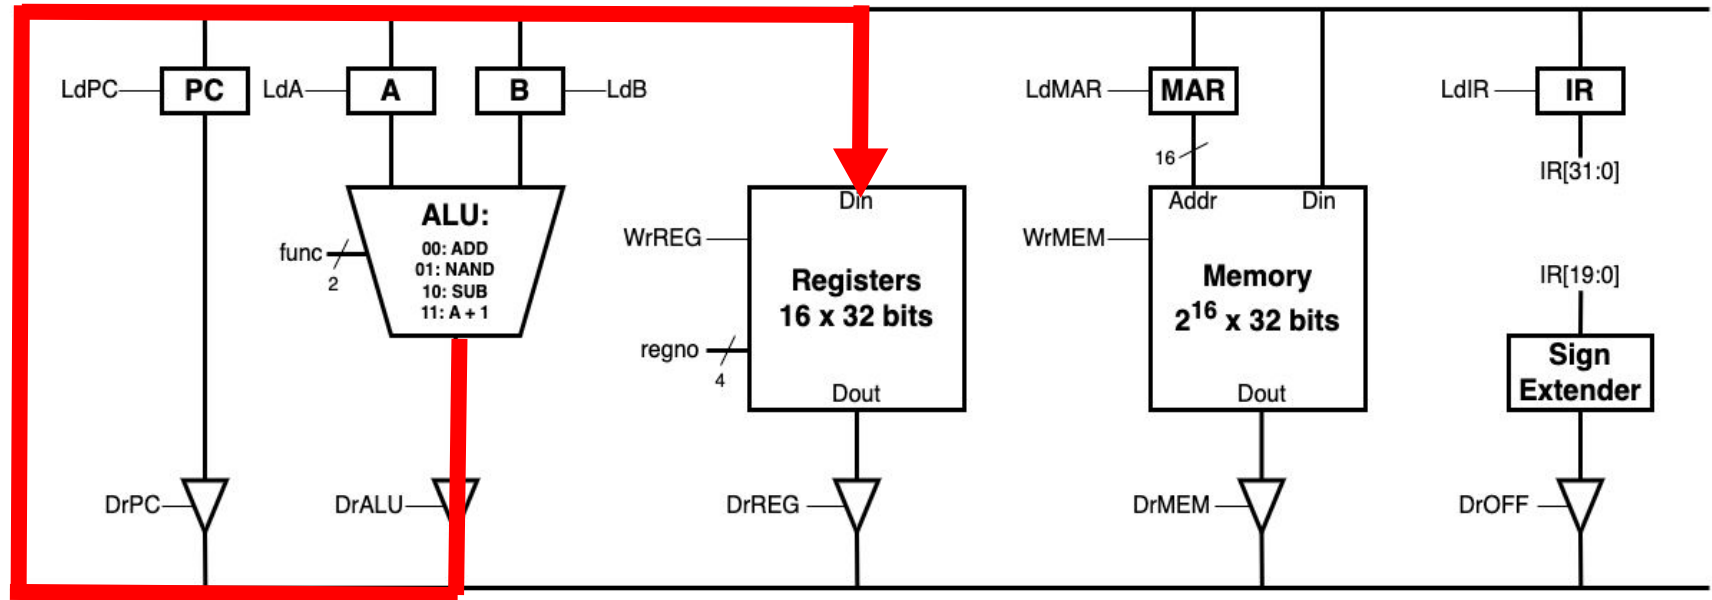 LdPC
PC
LdA
A
B
LdB
LdMAR
MAR
LdIR
IR
16
IR[31:0]
ALU:
00: ADD
01: NAND
10: SUB
11: A + 1
func
2
Din
WrREG
Registers
16 x 32 bits
regno
4
Dout
Addr
Din
WrMEM
Memory
2^16 x 32 bits
Dout
IR[19:0]
Sign
Extender
DrPC
DrALU
DrREG
DrMEM
DrOFF